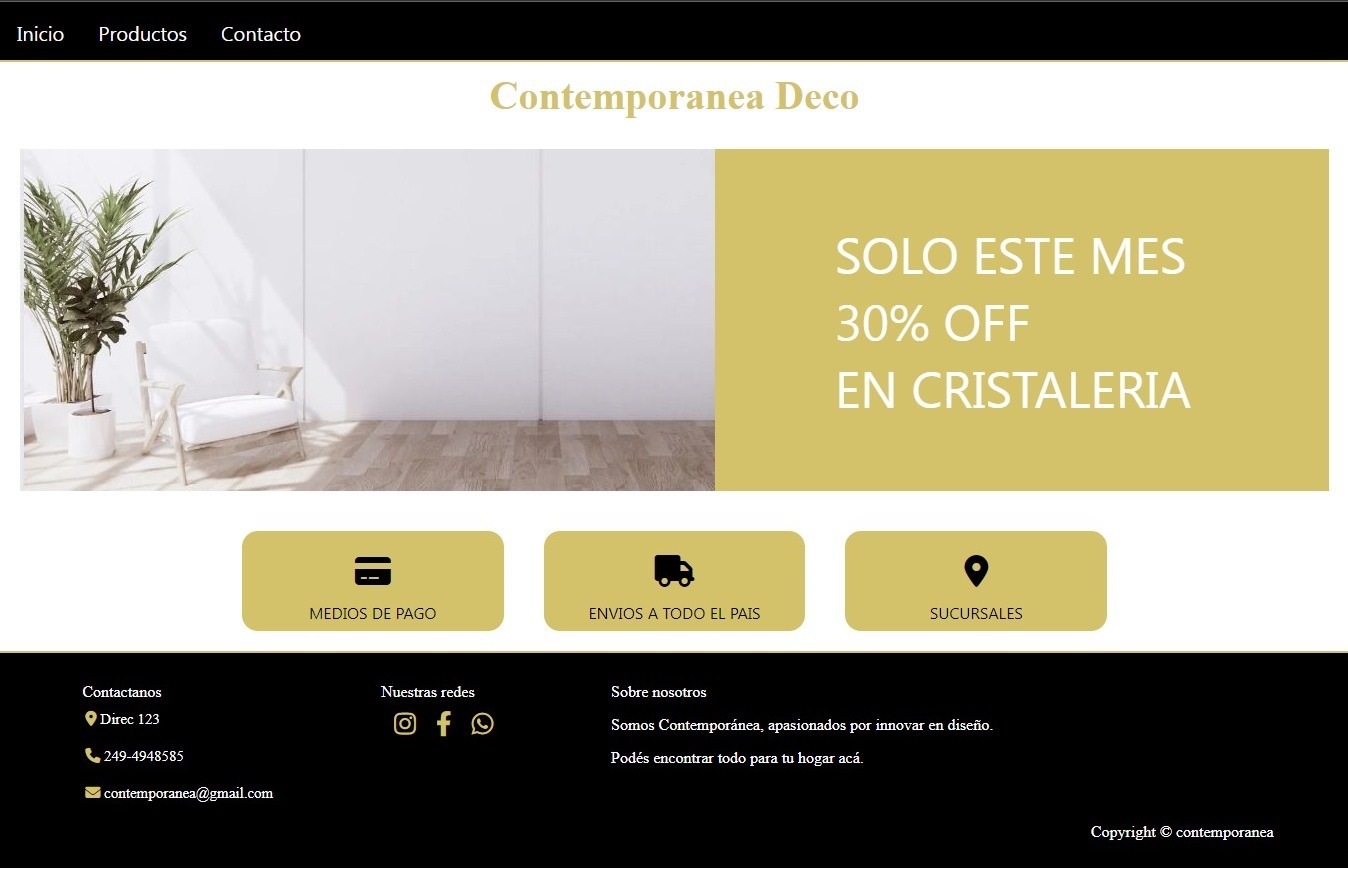 Inicio Productos Contacto
Contemporanea Deco
SOLO ESTE MES
30% OFF
EN CRISTALERIA
MEDIOS DE PAGO
ENVIOS A TODO EL PAIS
SUCURSALES
Contactanos
Direc 123
249-4948585
contemporanea@gmail.com
Nuestras redes
Sobre nosotros
Somos Contemporánea, apasionados por innovar en diseño.
Podés encontrar todo para tu hogar acá.
Copyright © contemporanea